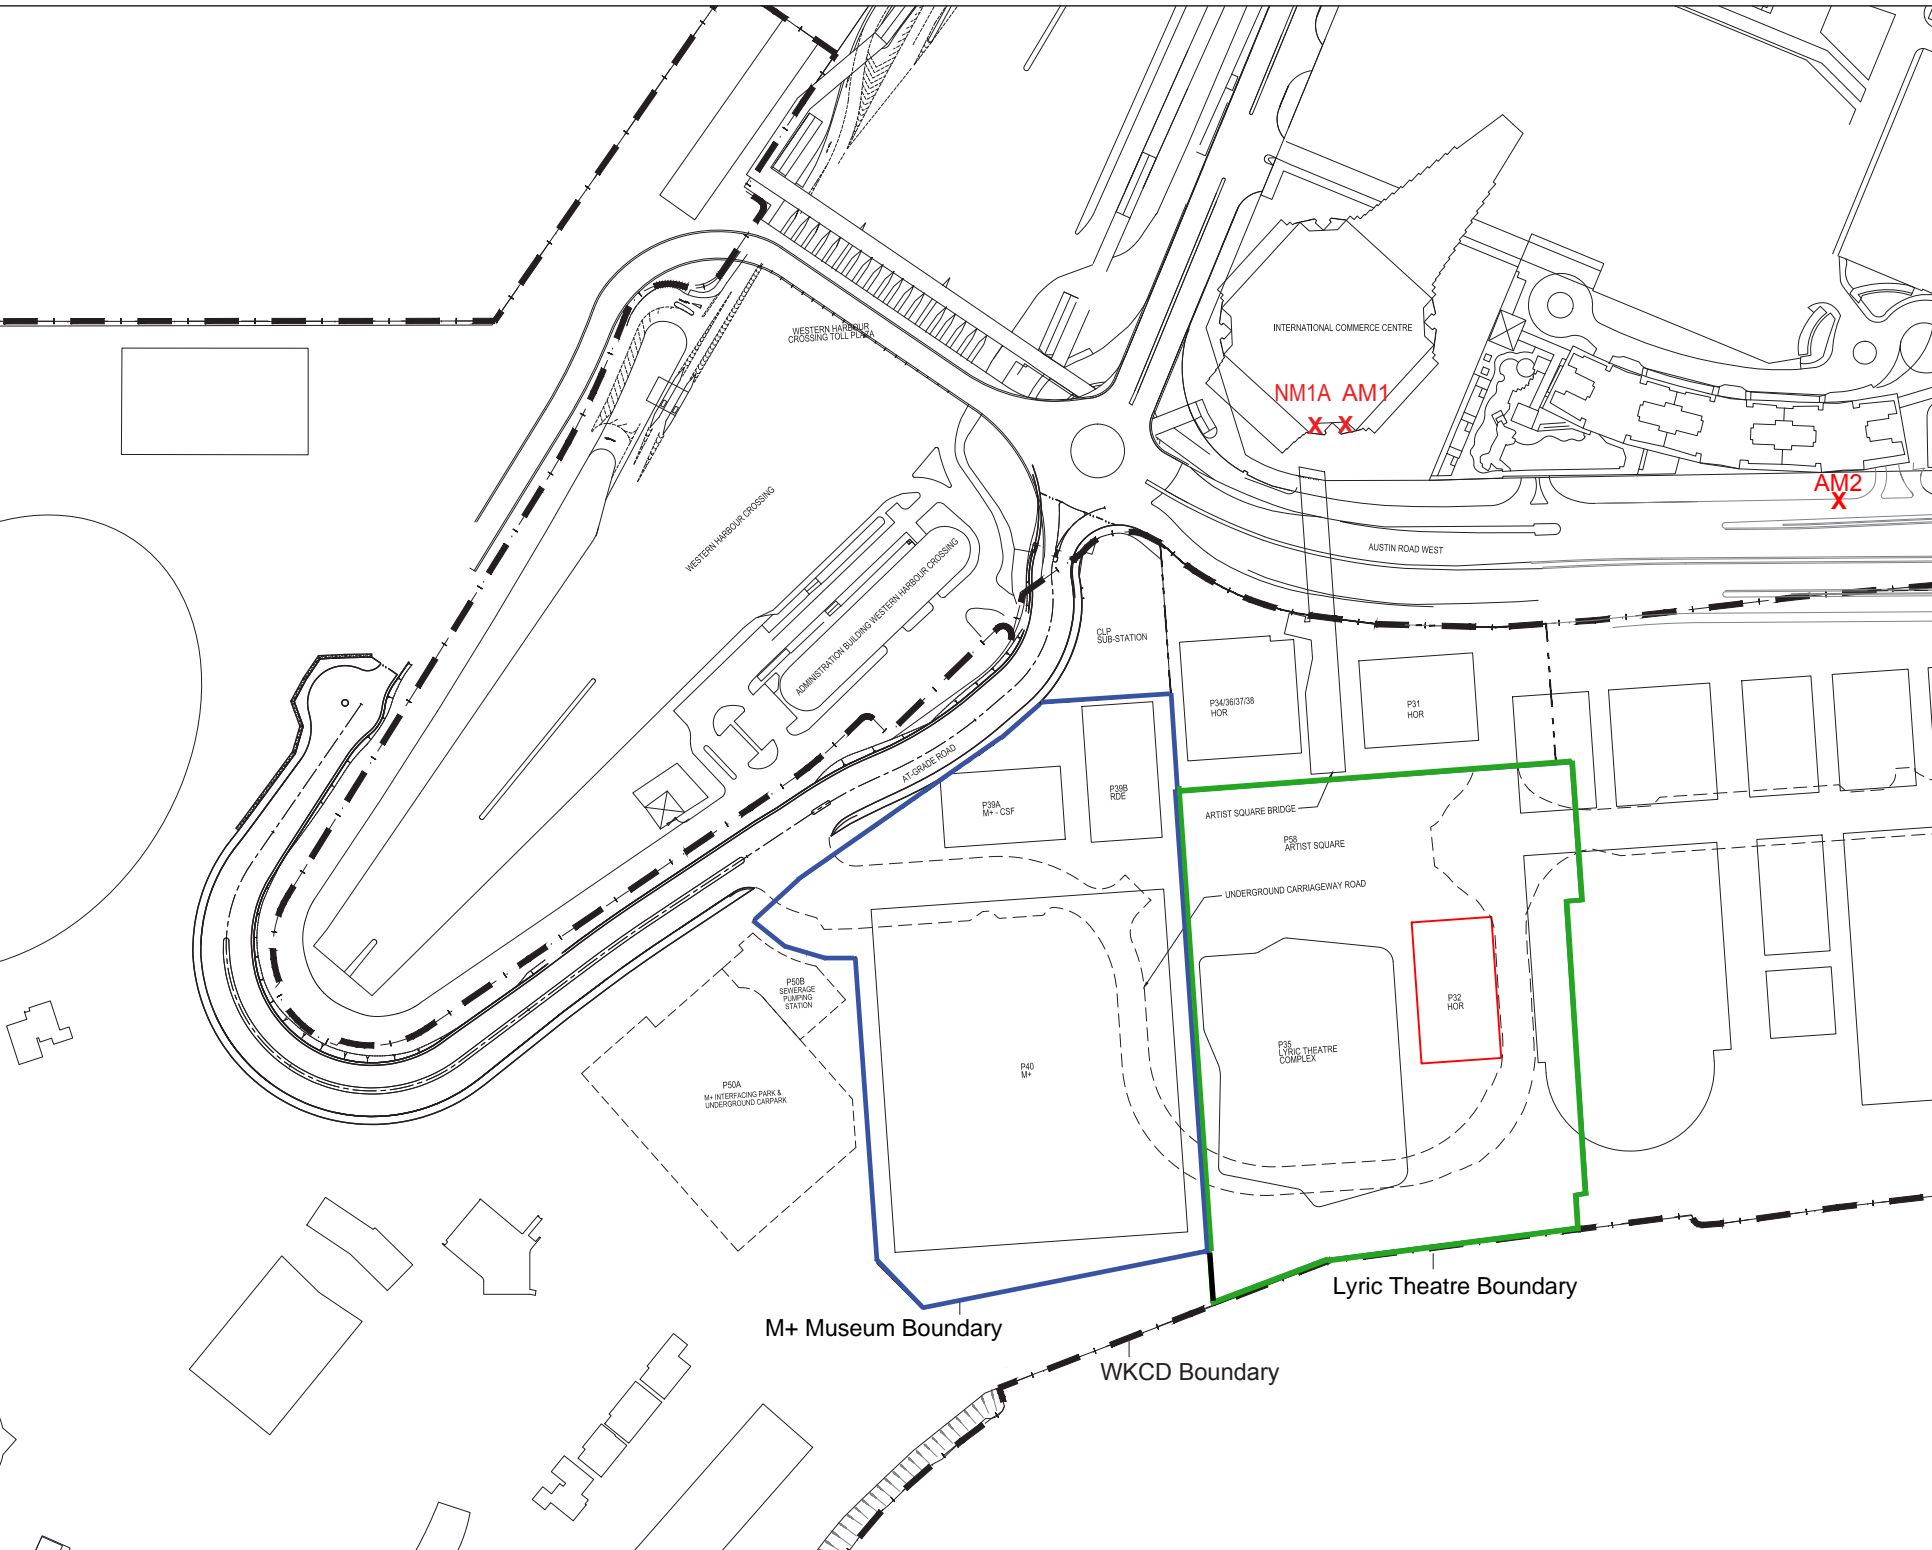 WESTERN HARBOUR
CROSSING TOLL PLAZA
INTERNATIONAL COMMERCE CENTRE
NM1A AM1
X X
AM2
X
WESTERN HARBOUR CROSSING
ADMINISTRATION BUILDING WESTERN HARBOUR CROSSING
AUSTIN ROAD WEST
CLP
SUB-STATION
P34/36/37/38
HOR
P31
HOR
AT-GRADE ROAD
P39A
M+ - CSF
P39B
RDE
ARTIST SQUARE BRIDGE
P58
ARTIST SQUARE
UNDERGROUND CARRIAGEWAY ROAD
P50B
SEWERAGE
PUMPING
STATION
P32
HOR
P35
LYRIC THEATRE
COMPLEX
P40
M+
P50A
M+ INTERFACING PARK &
UNDERGROUND CARPARK
Lyric Theatre Boundary
M+ Museum Boundary
WKCD Boundary